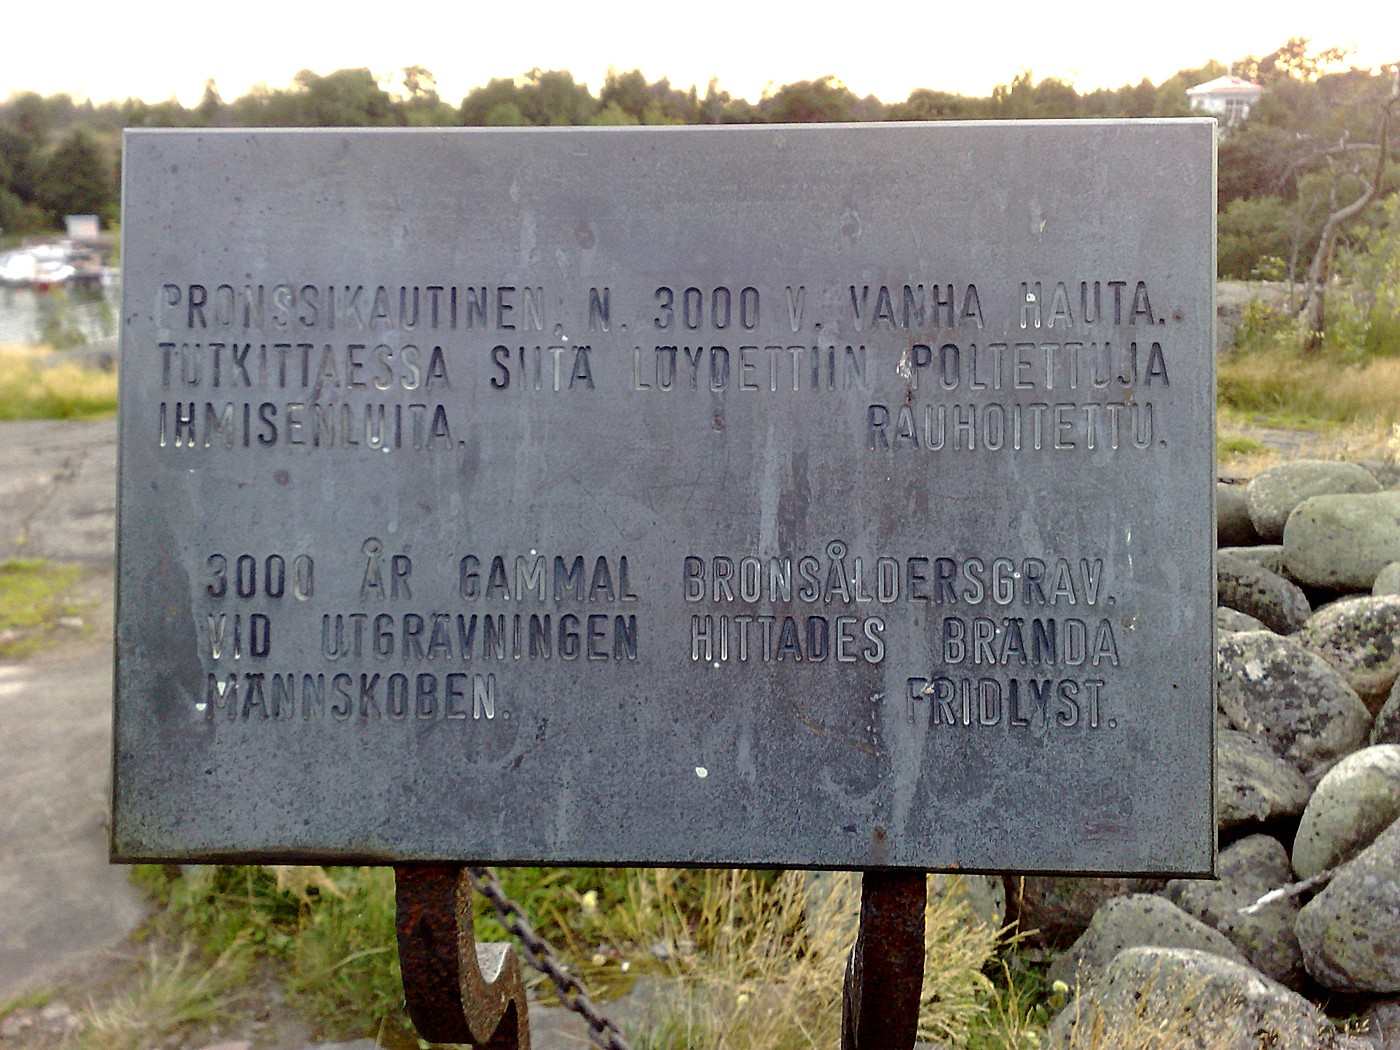 PRONSSIKAUTINEN, N. 3000 V. VANHA HAUTA.
TUTKITTAESSA SIITÄ LÖYDETTIIN POLTETTUJA
IHMISENLUITA. RAUHOITETTU.
3000 ÅR GAMMAL BRONSÅLDERSGRAV.
VID UTGRÄVNINGEN HITTADES BRÄNDA
MÄNNSKOBEN. FRIDLYST.